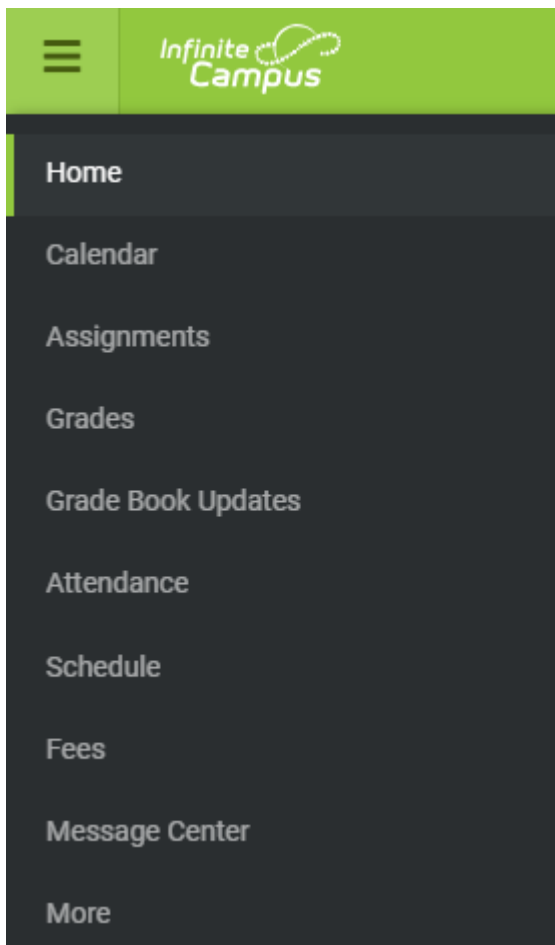 Infinite
Campus
Home
Calendar
Assignments
Grades
Grade Book Updates
Attendance
Schedule
Fees
Message Center
More